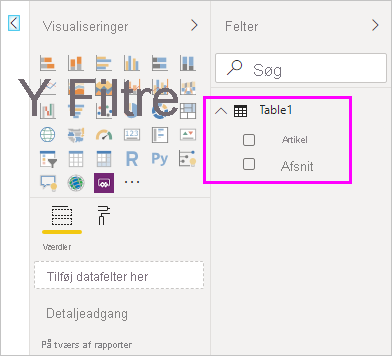 Visualiseringer
Felter
Søg
Y Filtre
Table1
Artikel
Afsnit
R Py
...
Værdier
Tilføj datafelter her
Detaljeadgang
På tværs af rapporter